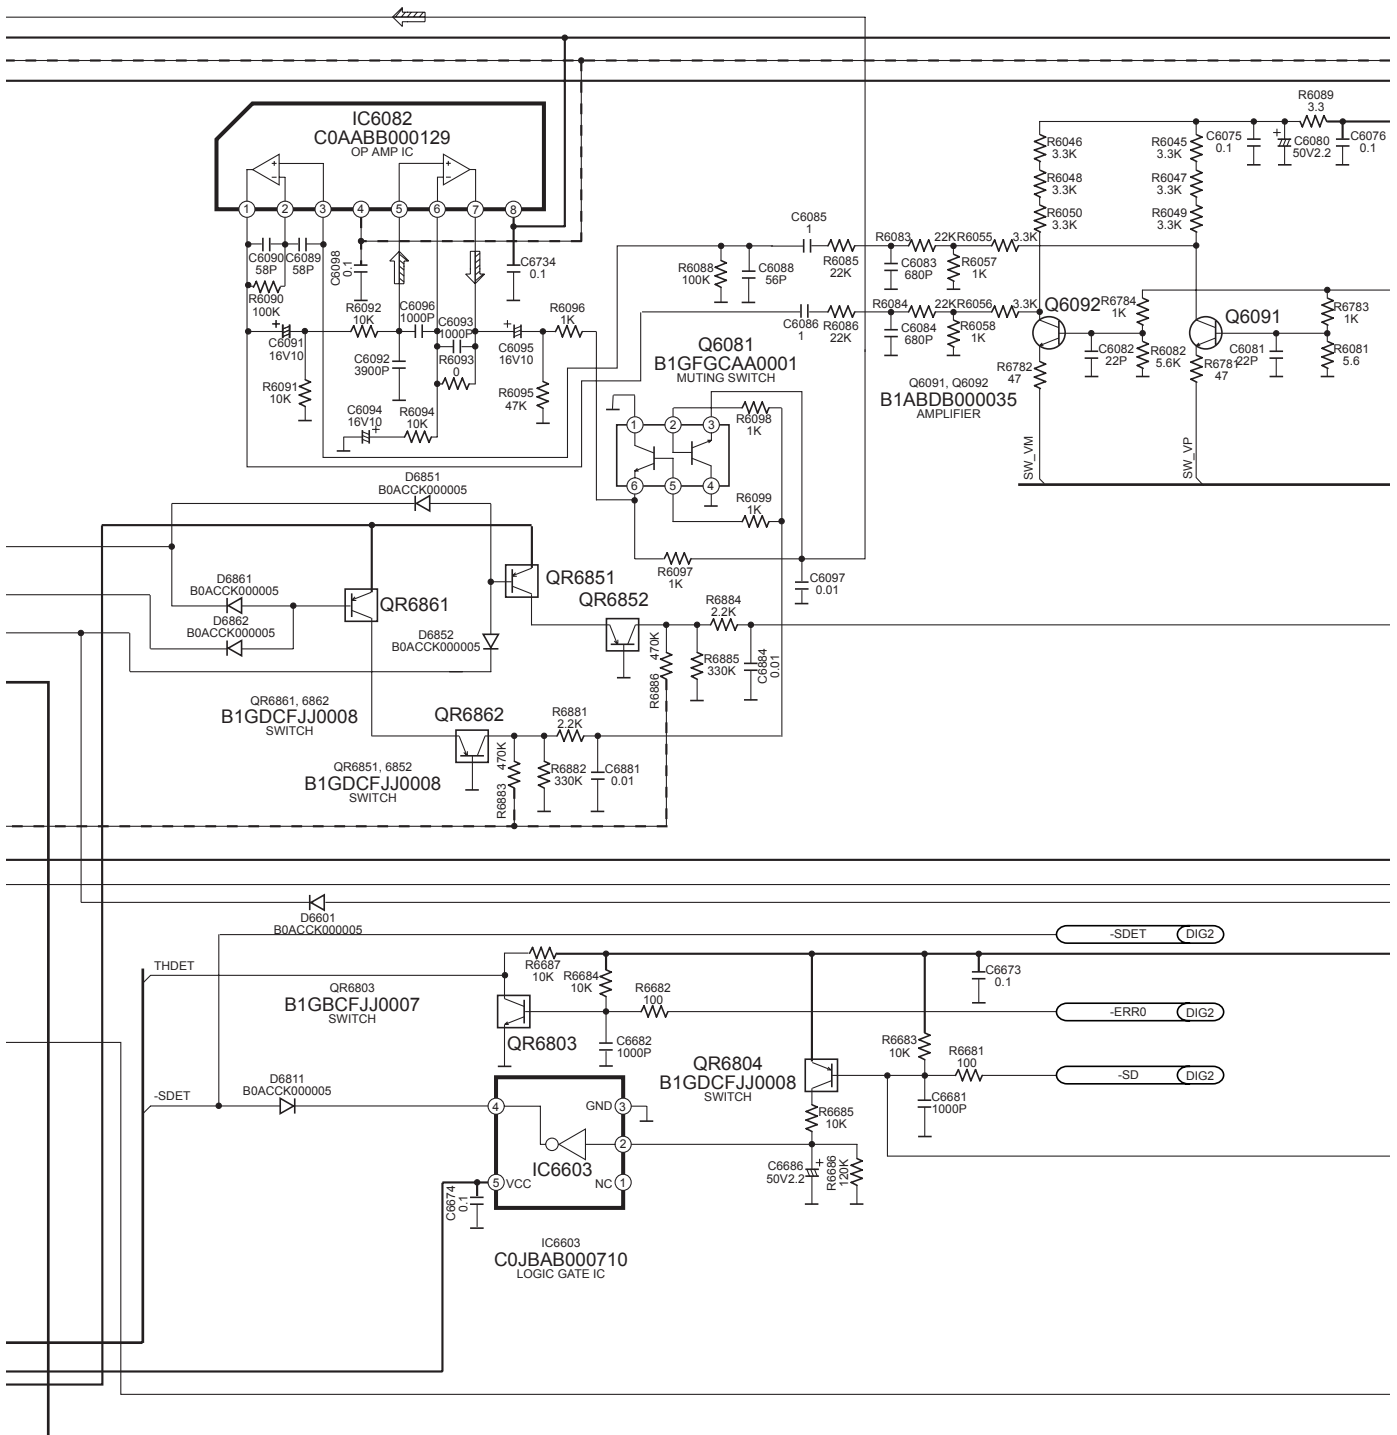 IC6082
C0AABB000129
OP AMP IC
1 2 3 4 5 6 7 8
C6090
58P
C6089
58P
C6098
0.1
C6734
0.1
R6090
100K
R6092
10K
C6096
1000P
C6093
1000P
R6096
1K
C6091
16V10
C6092
3900P
R6093
0
C6095
16V10
R6091
10K
R6095
47K
C6094
16V10
R6094
10K
R6088
100K
C6088
56P
C6085
1
R6085
22K
R6083
22K
C6083
680P
R6055
3.3K
R6057
1K
C6086
1
R6086
22K
R6084
22K
C6084
680P
R6056
3.3K
R6058
1K
R6089
3.3
R6046
3.3K
R6045
3.3K
C6075
0.1
C6080
50V2.2
C6076
0.1
R6048
3.3K
R6047
3.3K
R6050
3.3K
R6049
3.3K
Q6092
R6784
1K
Q6091
R6783
1K
C6082
22P
R6082
5.6K
C6081
22P
R6081
5.6
R6782
47
R6781
47
Q6091, Q6092
B1ABDB000035
AMPLIFIER
SW_VM
SW_VP
Q6081
B1GFGCAA0001
MUTING SWITCH
1 2 3
6 5 4
R6098
1K
R6099
1K
R6097
1K
C6097
0.01
D6851
B0ACCK000005
D6861
B0ACCK000005
D6862
B0ACCK000005
QR6861
QR6851
QR6852
D6852
B0ACCK000005
R6884
2.2K
R6886
470K
R6885
330K
C6884
0.01
QR6861, 6862
B1GDCFJJ0008
SWITCH
QR6862
QR6851, 6852
B1GDCFJJ0008
SWITCH
R6881
2.2K
R6883
470K
R6882
330K
C6881
0.01
D6601
B0ACCK000005
-SDET
DIG2
THDET
QR6803
B1GBCFJJ0007
SWITCH
R6687
10K
R6684
10K
R6682
100
C6673
0.1
-ERR0
DIG2
QR6803
C6682
1000P
QR6804
B1GDCFJJ0008
SWITCH
R6683
10K
R6681
100
-SD
DIG2
C6681
1000P
-SDET
D6811
B0ACCK000005
4
GND
3
2
IC6603
5
VCC
NC
1
C6674
0.1
R6685
10K
C6686
50V2.2
R6686
120K
IC6603
C0JBAB000710
LOGIC GATE IC